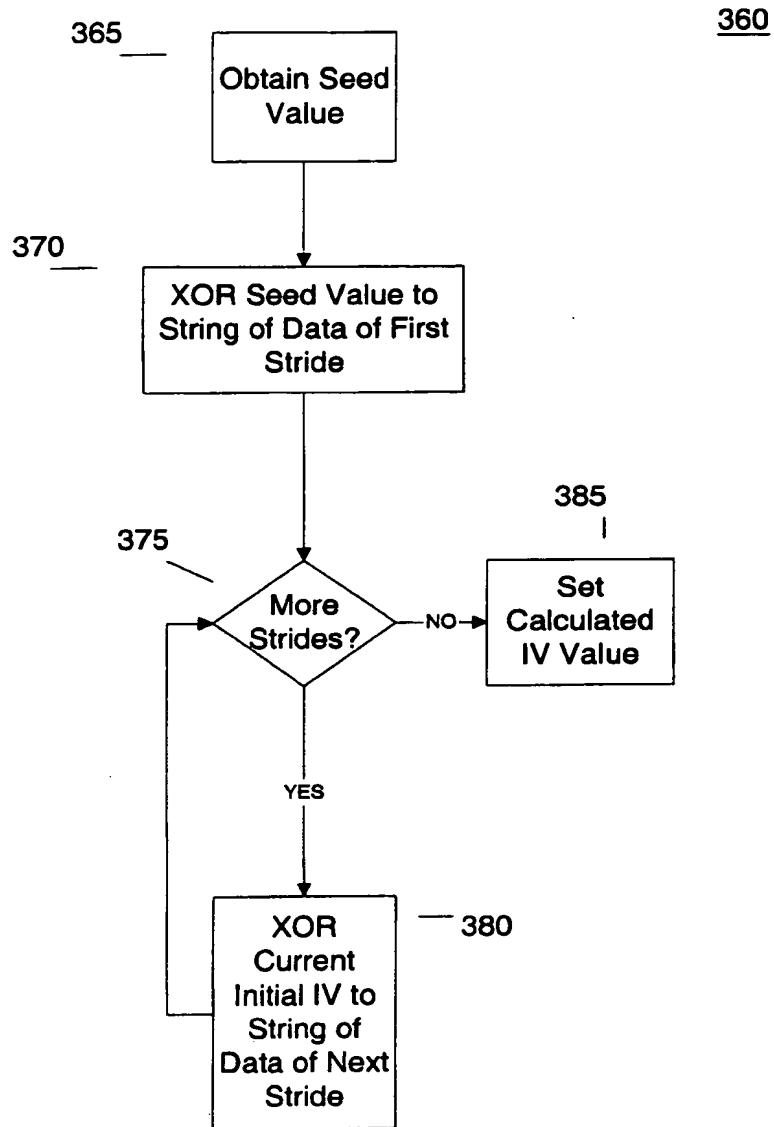 360
365
Obtain Seed
Value
370
XOR Seed Value to
String of Data of First
Stride
385
375
More
Strides?
NO
Set
Calculated
IV Value
YES
380
XOR
Current
Initial IV to
String of
Data of Next
Stride